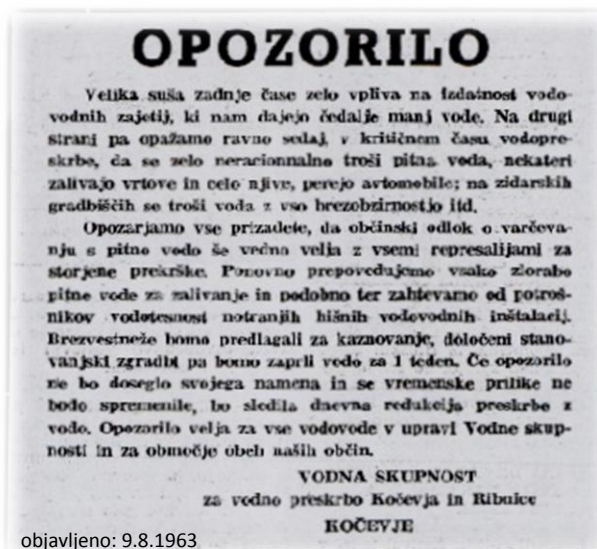 OPOZORILO
Velika suša zadnje čase zelo vpliva na izdatnost vodo-
vodnih zajetij, ki nam dajejo čedalje manj vode. Na drugi
strani pa opažamo ravno sedaj, v kritičnem času vodopre-
skrbe, da se zelo neracionalno troši pitna voda, nekateri
zalivajo vrtove in celo njive, perejo avtomobile; na zidarskih
gradbiščih se troši voda z vso brezobzirnostjo itd.
Opozarjamo vse prizadete, da občinski odlok o varčeva-
nju s pitno vodo še vedno velja z vsemi represalijami za
storjene prekrške. Ponovno prepovedujemo vsako zlorabo
pitne vode za zalivanje in podobno ter zahtevamo od potroš-
nikov vodotesnost notranjih hišnih vodovodnih inštalacij.
Brezvestneže bomo predlagali za kaznovanje, določeni stano-
vanjski zgradbi pa bomo zaprli vodo za 1 teden. Če opozorilo
ne bo doseglo svojega namena in se vremenske prilike ne
bodo spremenile, bo sledila dnevna redukcija preskrbe z
vodo. Opozorilo velja za vse vodovode v upravi Vodne skup-
nosti in za območje obeh naših občin.
VODNA SKUPNOST
za vodno preskrbo Kočevja in Ribnice
KOČEVJE
objavljeno: 9.8.1963